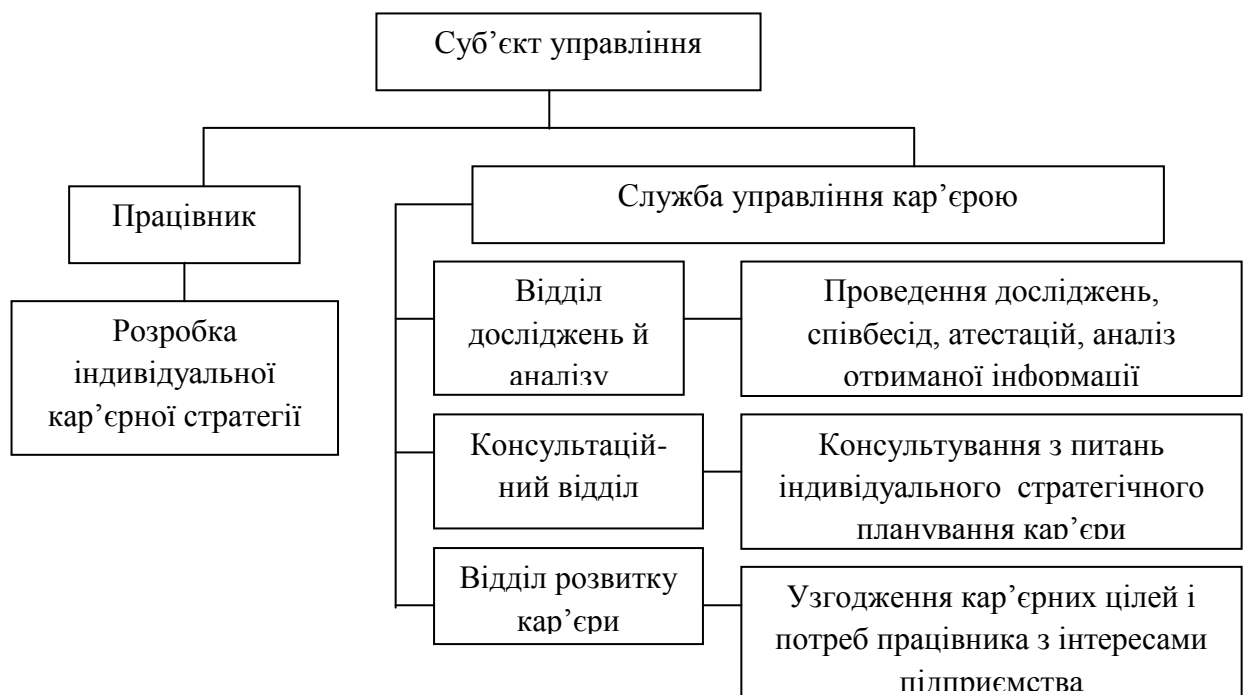 Суб’єкт управління
Працівник
Служба управління кар’єрою
Розробка
індивідуальної
кар’єрної стратегії
Відділ
досліджень й
аналізу
Проведення досліджень,
співбесід, атестацій, аналіз
отриманої інформації
Консультацій-
ний відділ
Консультування з питань
індивідуального стратегічного
планування кар’єри
Відділ розвитку
кар’єри
Узгодження кар’єрних цілей і
потреб працівника з інтересами
підприємства